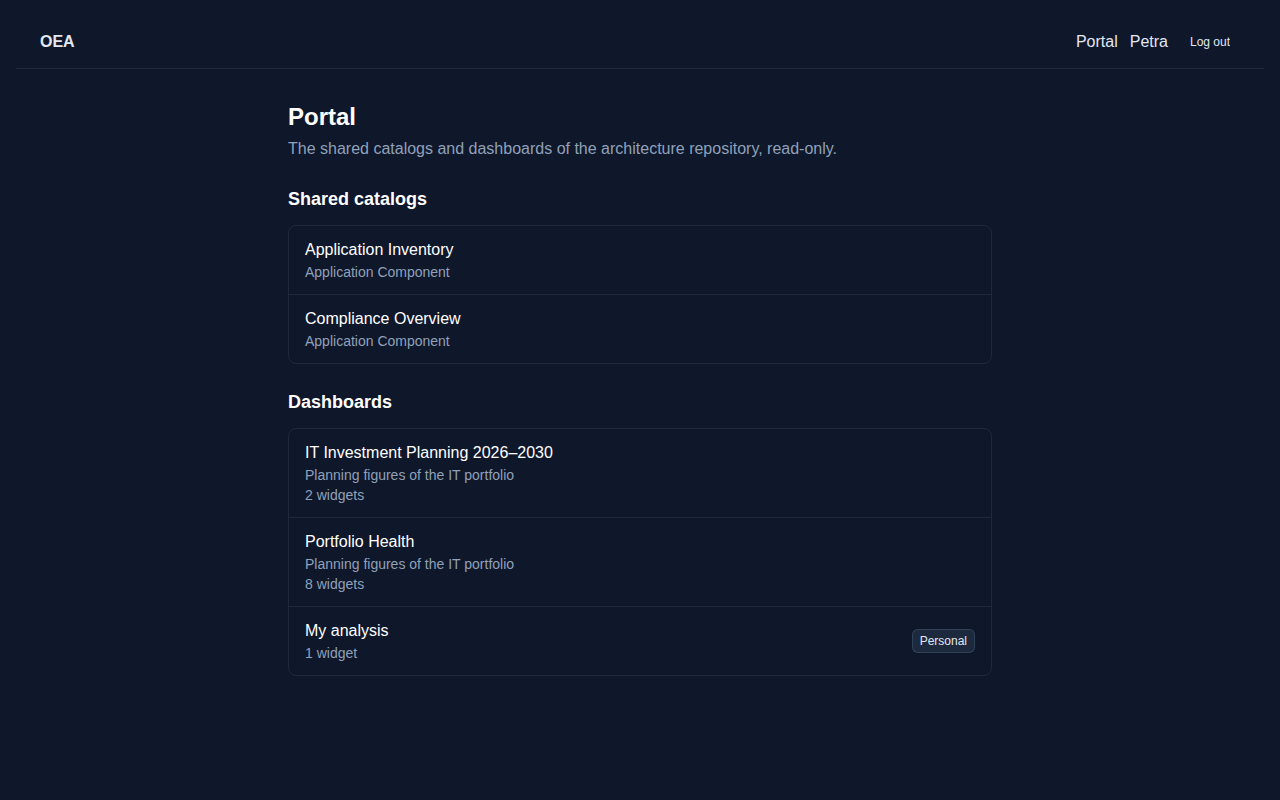 OEA
Portal Petra Log out
Portal
The shared catalogs and dashboards of the architecture repository, read-only.
Shared catalogs
Application Inventory
Application Component
Compliance Overview
Application Component
Dashboards
IT Investment Planning 2026–2030
Planning figures of the IT portfolio
2 widgets
Portfolio Health
Planning figures of the IT portfolio
8 widgets
My analysis
1 widget
Personal